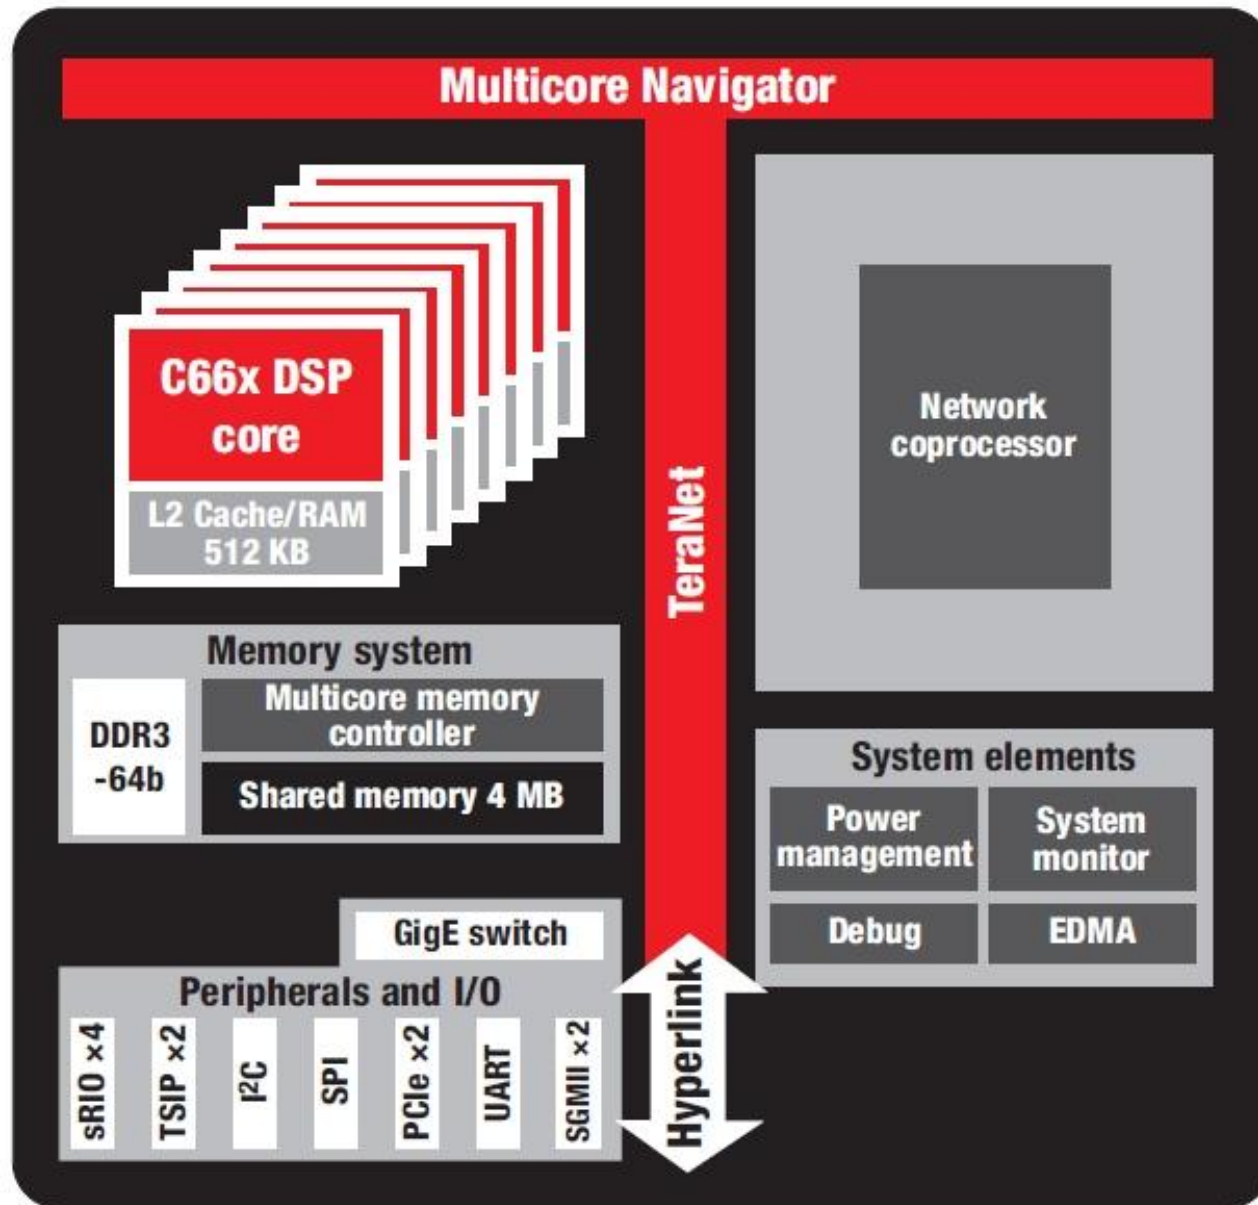 Multicore Navigator
C66x DSP
core
L2 Cache/RAM
512 KB
TeraNet
Network
coprocessor
Memory system
DDR3
-64b
Multicore memory
controller
Shared memory 4 MB
System elements
Power
management
System
monitor
Debug
EDMA
GigE switch
Peripherals and I/O
sRIO ×4
TSIP ×2
I²C
SPI
PCIe ×2
UART
SGMII ×2
Hyperlink